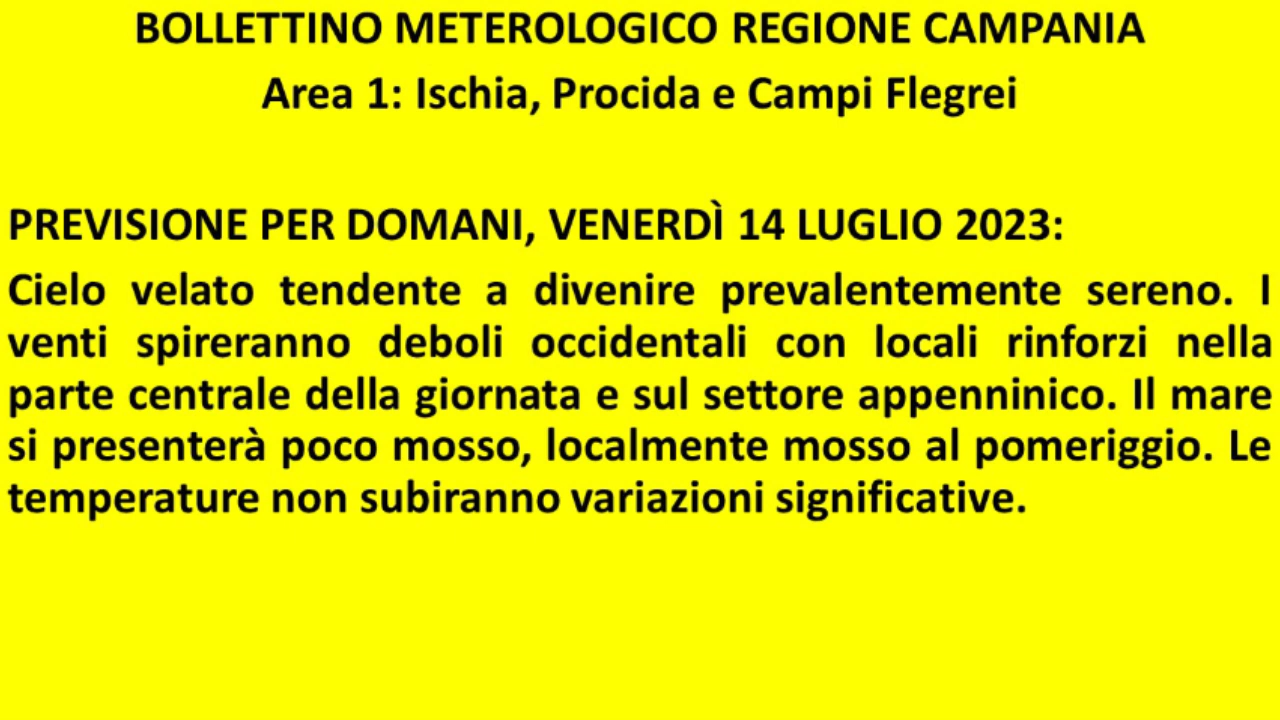 BOLLETTINO METEROLOGICO REGIONE CAMPANIA
Area 1: Ischia, Procida e Campi Flegrei
PREVISIONE PER DOMANI, VENERDÌ 14 LUGLIO 2023:
Cielo velato tendente a divenire prevalentemente sereno. I
venti spireranno deboli occidentali con locali rinforzi nella
parte centrale della giornata e sul settore appenninico. Il mare
si presenterà poco mosso, localmente mosso al pomeriggio. Le
temperature non subiranno variazioni significative.